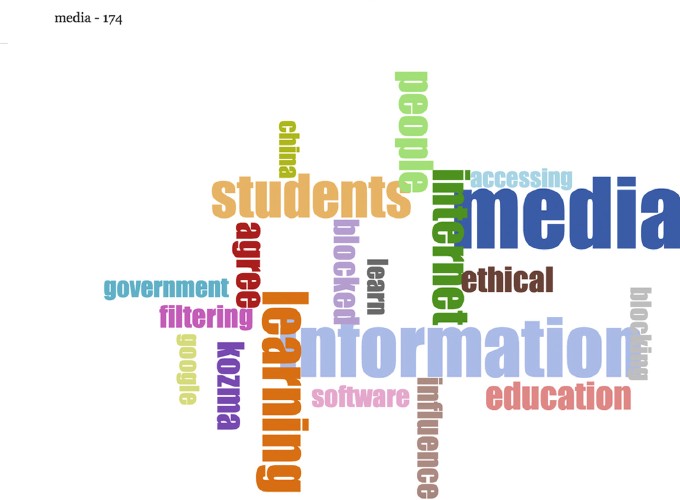 media - 174
people
china
accessing
students
internet
media
agree
blocked
learn
ethical
government
filtering
learning
information
blocking
google
kozma
software
influence
education